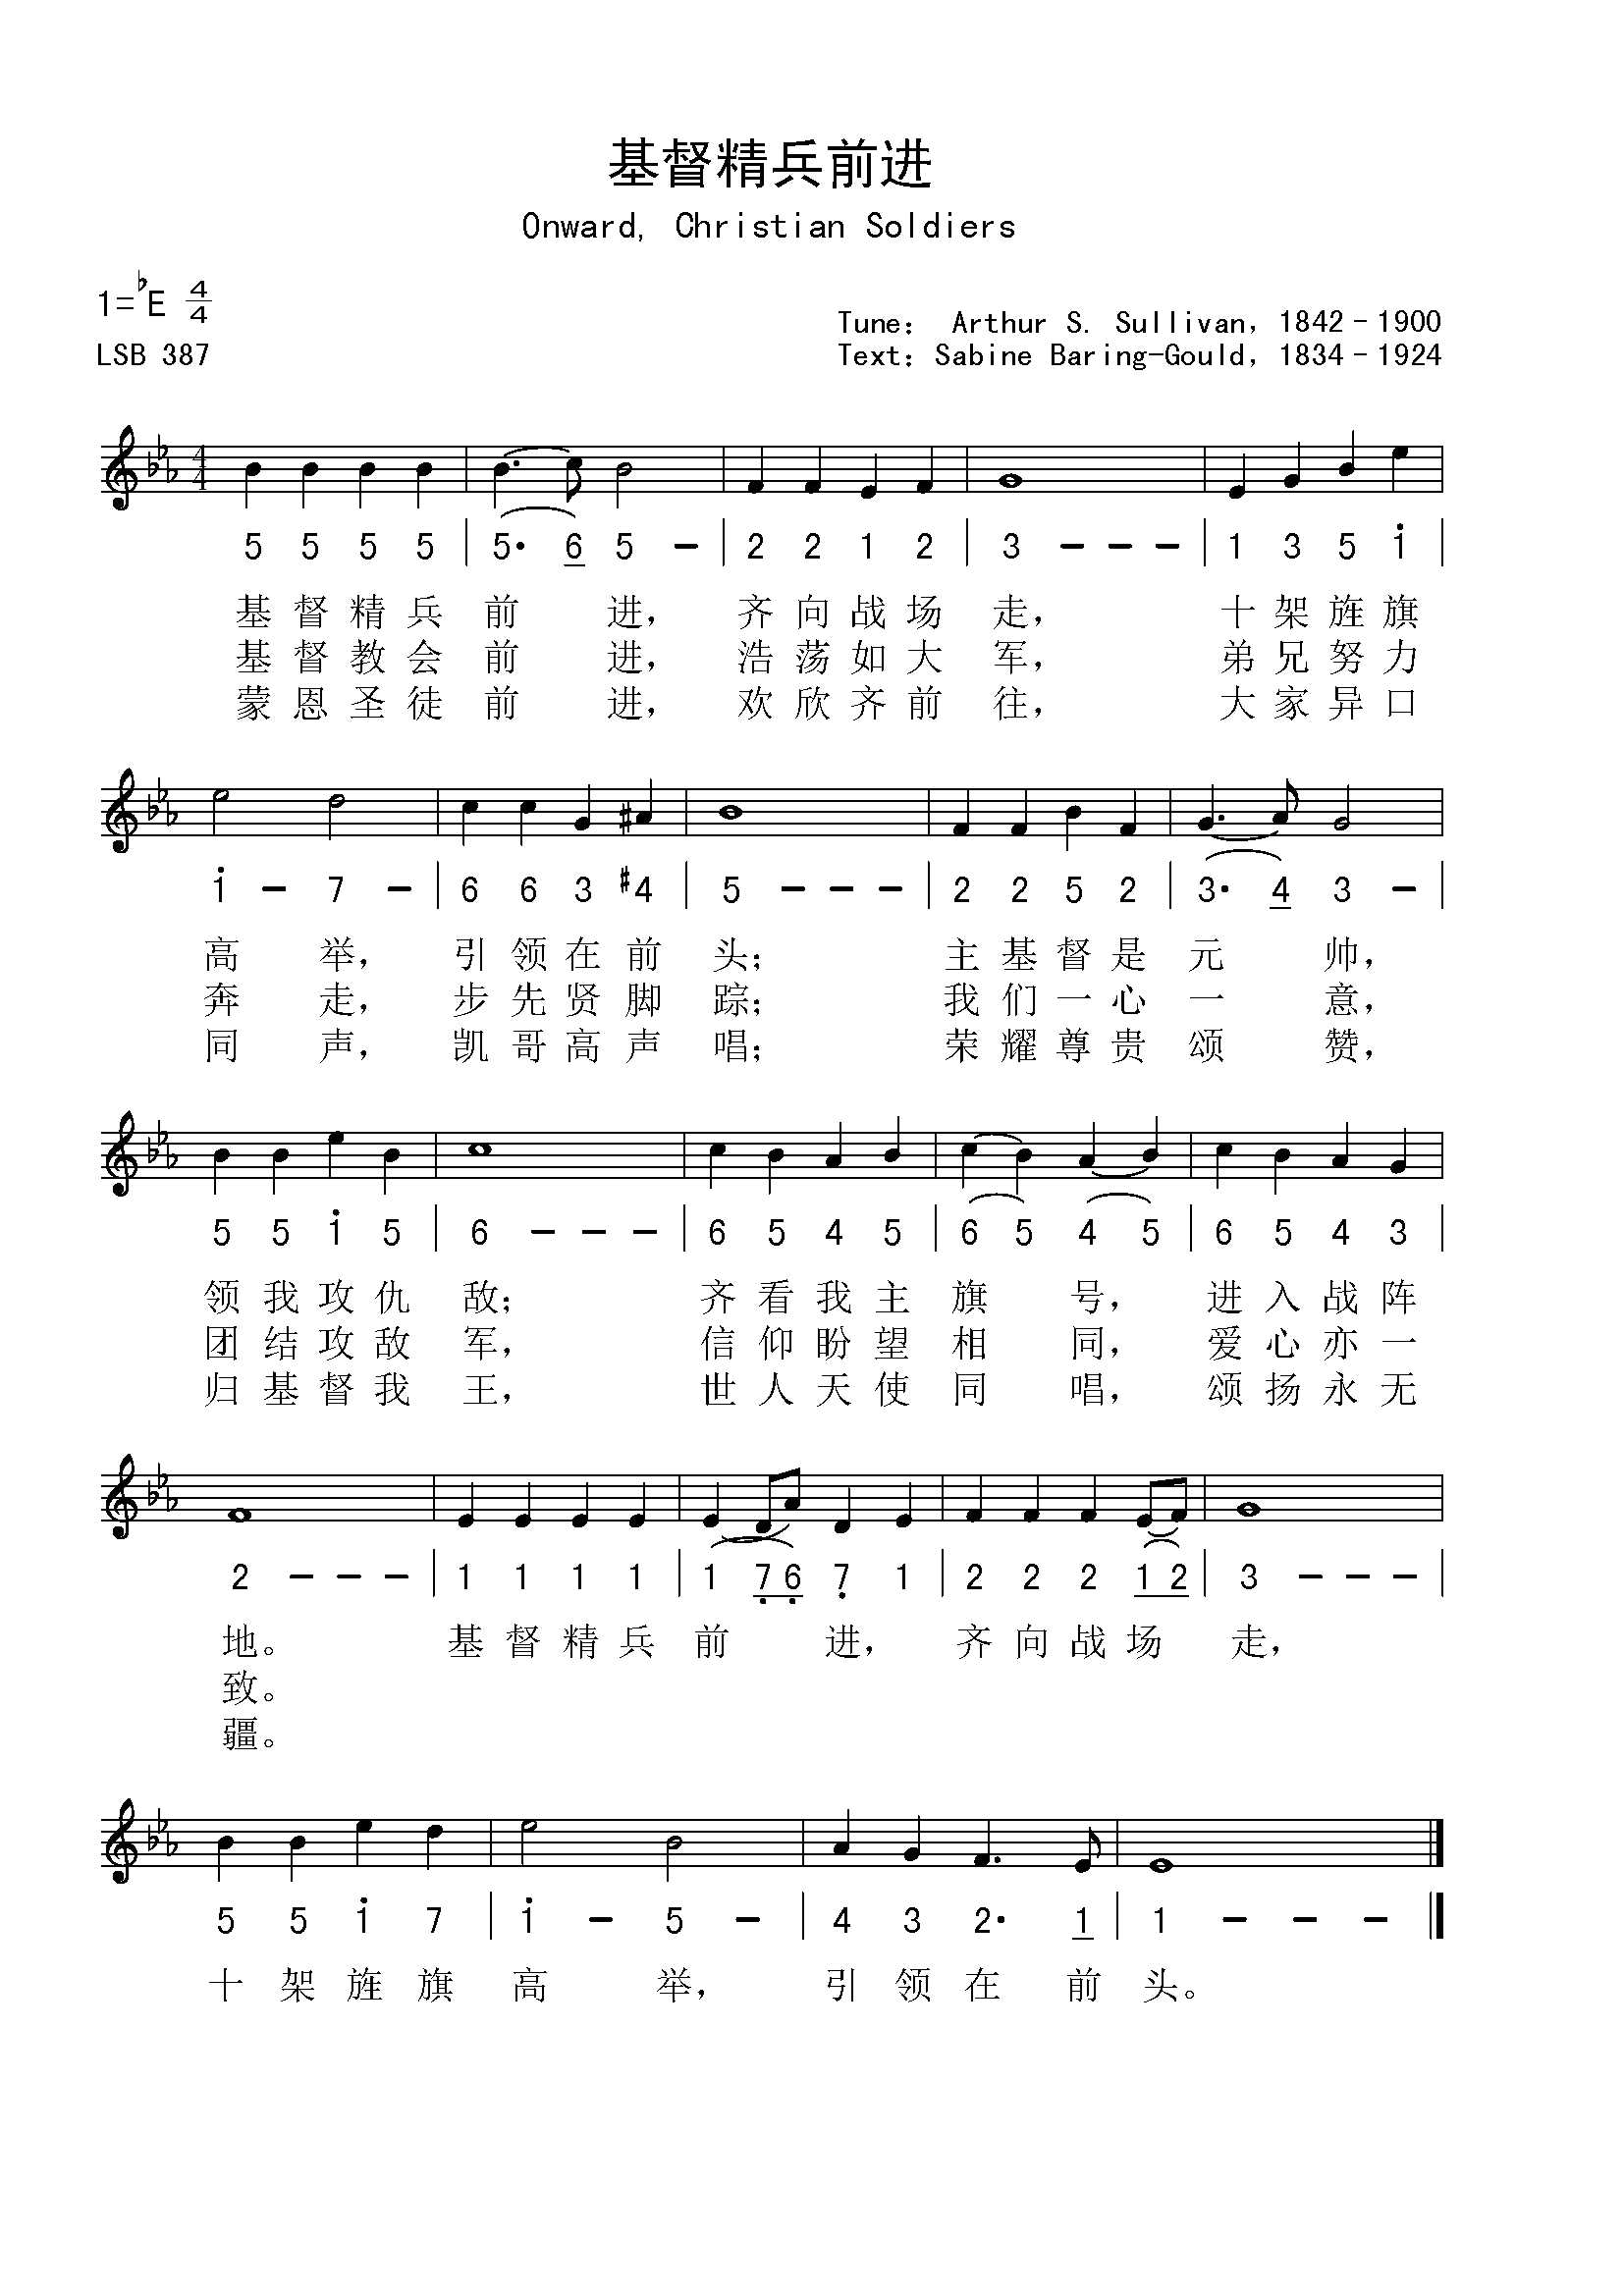 基督精兵前进
Onward, Christian Soldiers
1=♭E 4/4
Tune： Arthur S. Sullivan，1842－1900
LSB 387
Text：Sabine Baring-Gould，1834－1924
5 5 5 5 | (5· 6) 5 － | 2 2 1 2 | 3 － － － | 1 3 5 i |
基督精兵 前 进， 齐向战场 走， 十架旌旗
基督教会 前 进， 浩荡如大 军， 弟兄努力
蒙恩圣徒 前 进， 欢欣齐前 往， 大家异口
i － 7 － | 6 6 3 #4 | 5 － － － | 2 2 5 2 | (3· 4) 3 － |
高 举， 引领在前 头； 主基督是 元 帅，
奔 走， 步先贤脚 踪； 我们一心 一 意，
同 声， 凯哥高声 唱； 荣耀尊贵 颂 赞，
5 5 i 5 | 6 － － － | 6 5 4 5 | (6 5) (4 5) | 6 5 4 3 |
领我攻仇 敌； 齐看我主 旗 号， 进入战阵
团结攻敌 军， 信仰盼望 相 同， 爱心亦一
归基督我 王， 世人天使 同 唱， 颂扬永无
2 － － － | 1 1 1 1 | (1 7̣ 6̣) 7̣ 1 | 2 2 2 (1 2) | 3 － － － |
地。 基督精兵 前 进， 齐向战场 走，
致。
疆。
5 5 i 7 | i － 5 － | 4 3 2· 1 | 1 － － － |
十架旌旗 高 举， 引领在前 头。